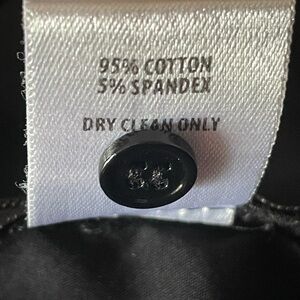 95% COTTON
5% SPANDEX
DRY CLEAN ONLY